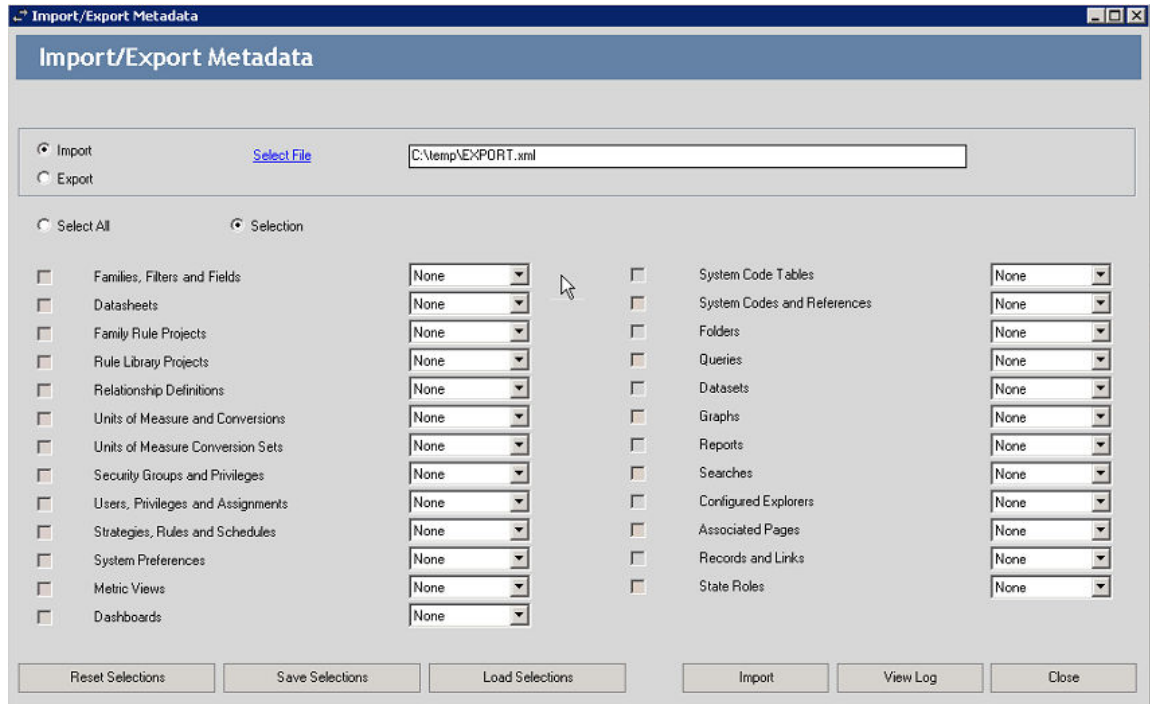 Import/Export Metadata
Import/Export Metadata
Import Select File C:\temp\EXPORT.xml
Export
Select All Selection
Families, Filters and Fields None System Code Tables None
Datasheets None System Codes and References None
Family Rule Projects None Folders None
Rule Library Projects None Queries None
Relationship Definitions None Datasets None
Units of Measure and Conversions None Graphs None
Units of Measure Conversion Sets None Reports None
Security Groups and Privileges None Searches None
Users, Privileges and Assignments None Configured Explorers None
Strategies, Rules and Schedules None Associated Pages None
System Preferences None Records and Links None
Metric Views None State Roles None
Dashboards None
Reset Selections Save Selections Load Selections Import View Log Close